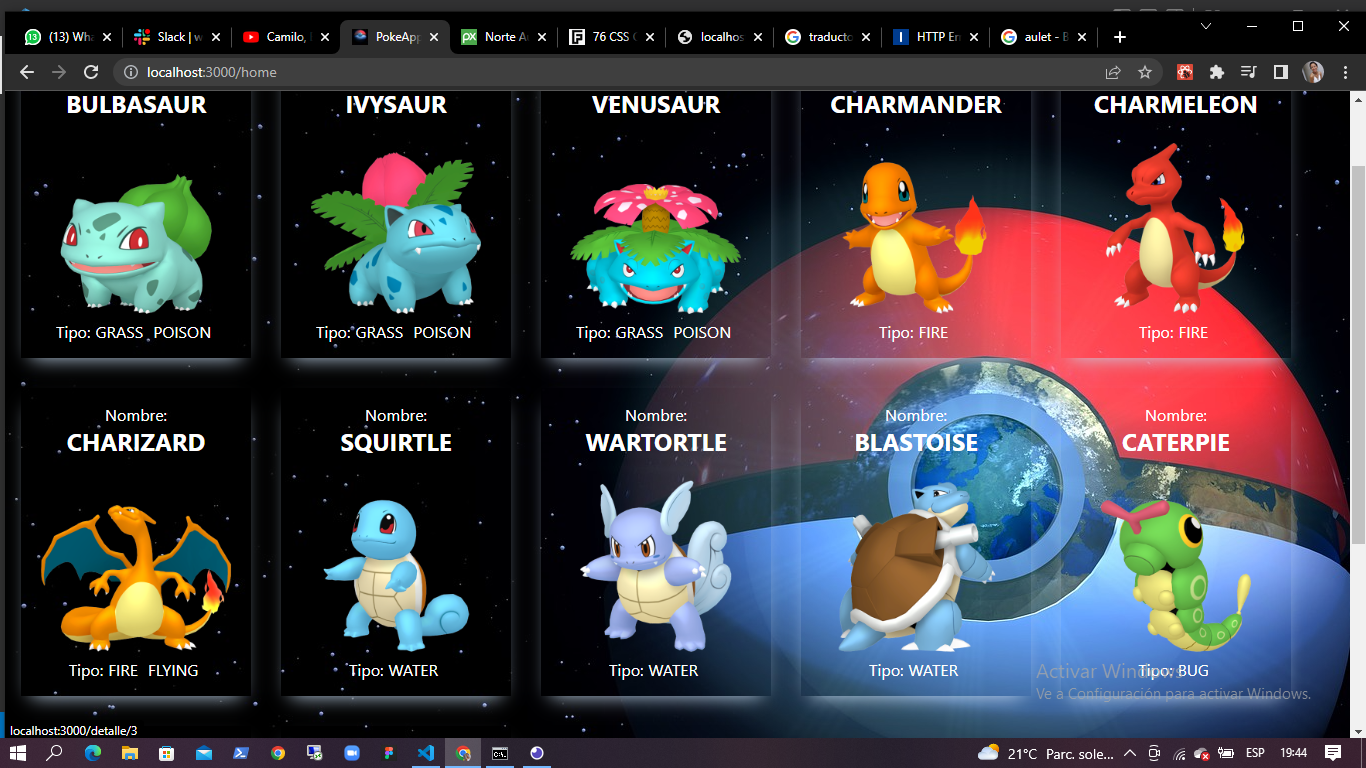 (13) Wha
Slack | w
Camilo,
PokeApp
Norte A
76 CSS
localhos
traducto
HTTP Er
aulet - B
localhost:3000/home
BULBASAUR
IVYSAUR
VENUSAUR
CHARMANDER
CHARMELEON
Tipo: GRASS POISON
Tipo: GRASS POISON
Tipo: GRASS POISON
Tipo: FIRE
Tipo: FIRE
Nombre:
CHARIZARD
Nombre:
SQUIRTLE
Nombre:
WARTORTLE
Nombre:
BLASTOISE
Nombre:
CATERPIE
Tipo: FIRE FLYING
Tipo: WATER
Tipo: WATER
Tipo: WATER
Tipo: BUG
Activar Windows
Ve a Configuración para activar Windows.
localhost:3000/detalle/3
21°C Parc. sole...
ESP
19:44